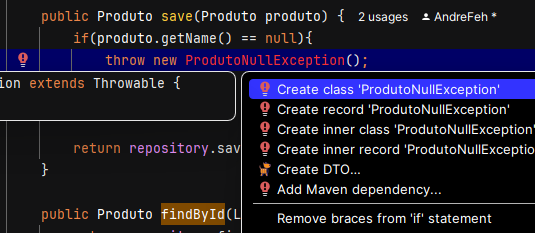 public Produto save(Produto produto) { 2 usages AndreFeh *
if(produto.getName() == null){
throw new ProdutoNullException();
ion extends Throwable {
Create class 'ProdutoNullException'
Create record 'ProdutoNullException'
Create inner class 'ProdutoNullException
Create inner record 'ProdutoNullExceptio
Create DTO...
Add Maven dependency...
Remove braces from 'if' statement
return repository.sav
}
public Produto findById(L